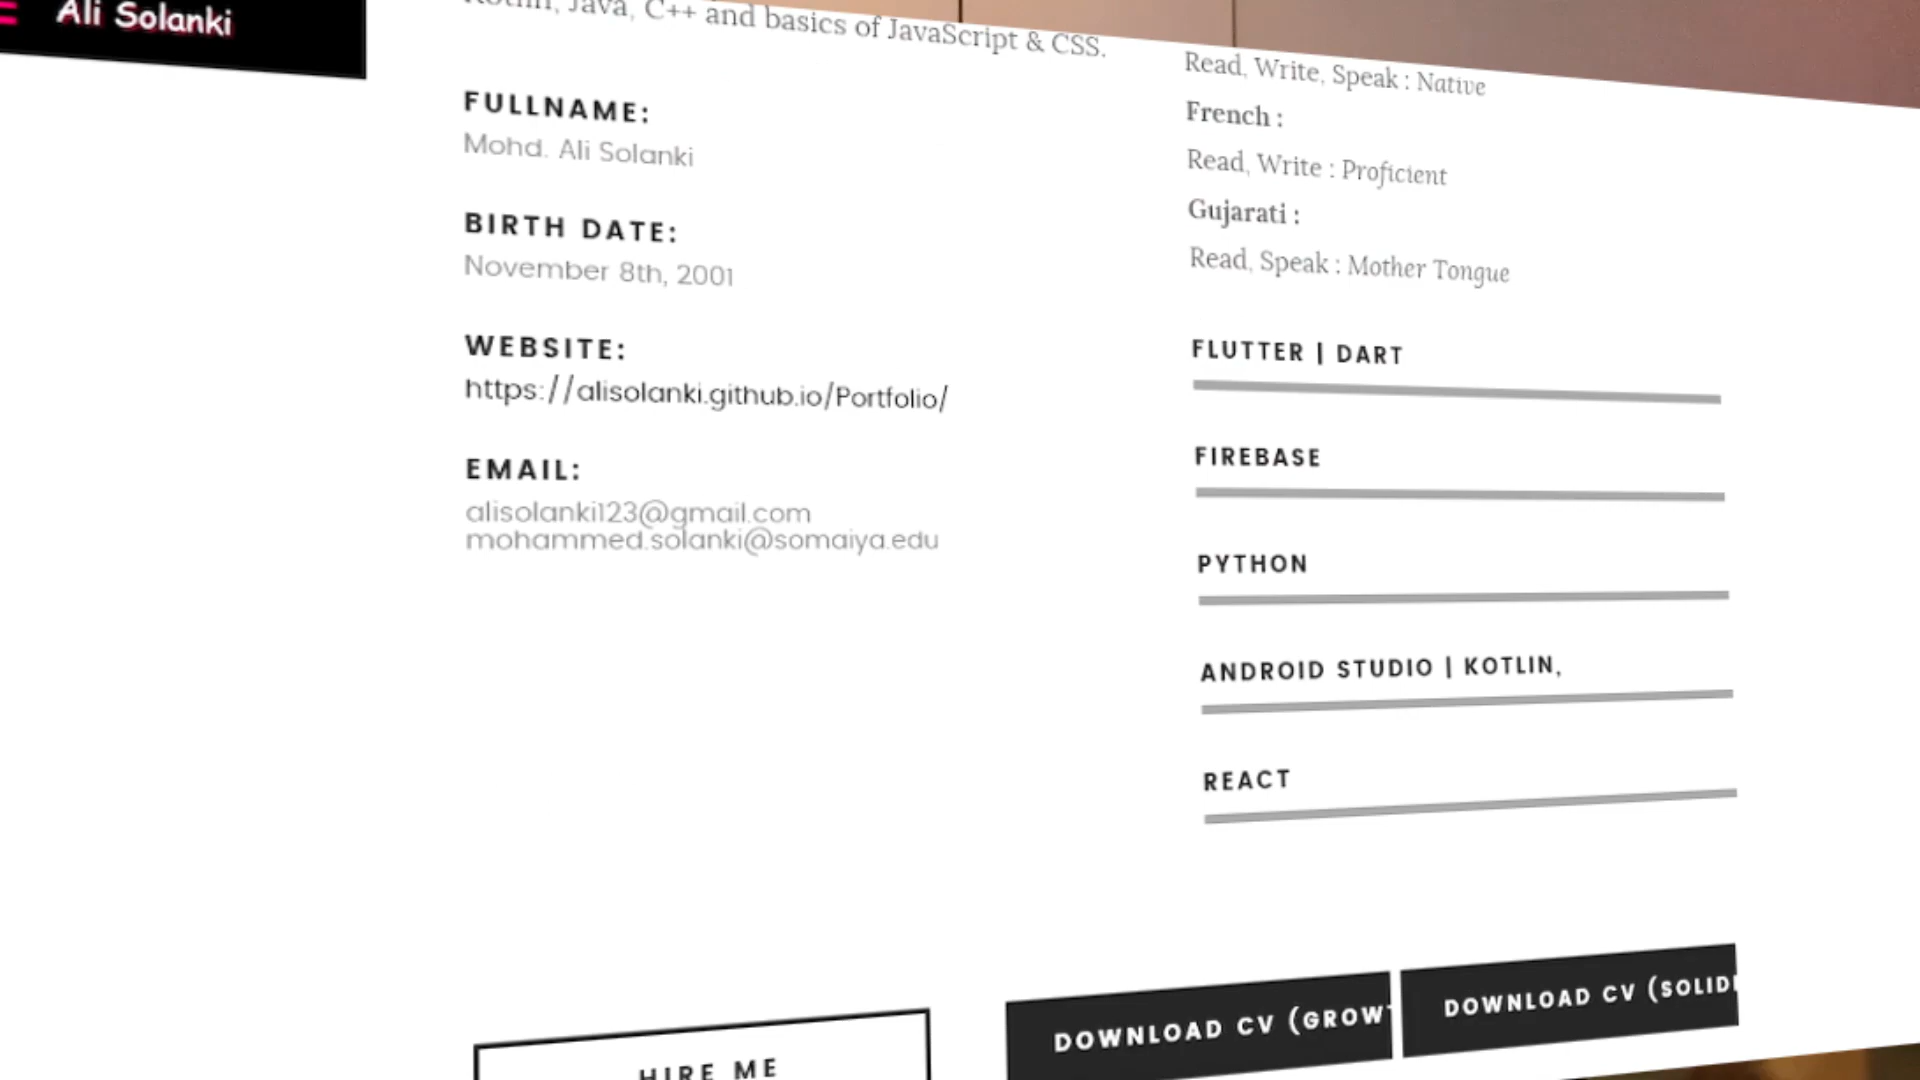 Ali Solanki
Kotlin, Java, C++ and basics of JavaScript & CSS.
FULLNAME:
Mohd. Ali Solanki
BIRTH DATE:
November 8th, 2001
WEBSITE:
https://alisolanki.github.io/Portfolio/
EMAIL:
alisolanki123@gmail.com
mohammed.solanki@somaiya.edu
Read, Write, Speak : Native
French :
Read, Write : Proficient
Gujarati :
Read, Speak : Mother Tongue
FLUTTER | DART
FIREBASE
PYTHON
ANDROID STUDIO | KOTLIN,
REACT
HIRE ME
DOWNLOAD CV (GROWT
DOWNLOAD CV (SOLID